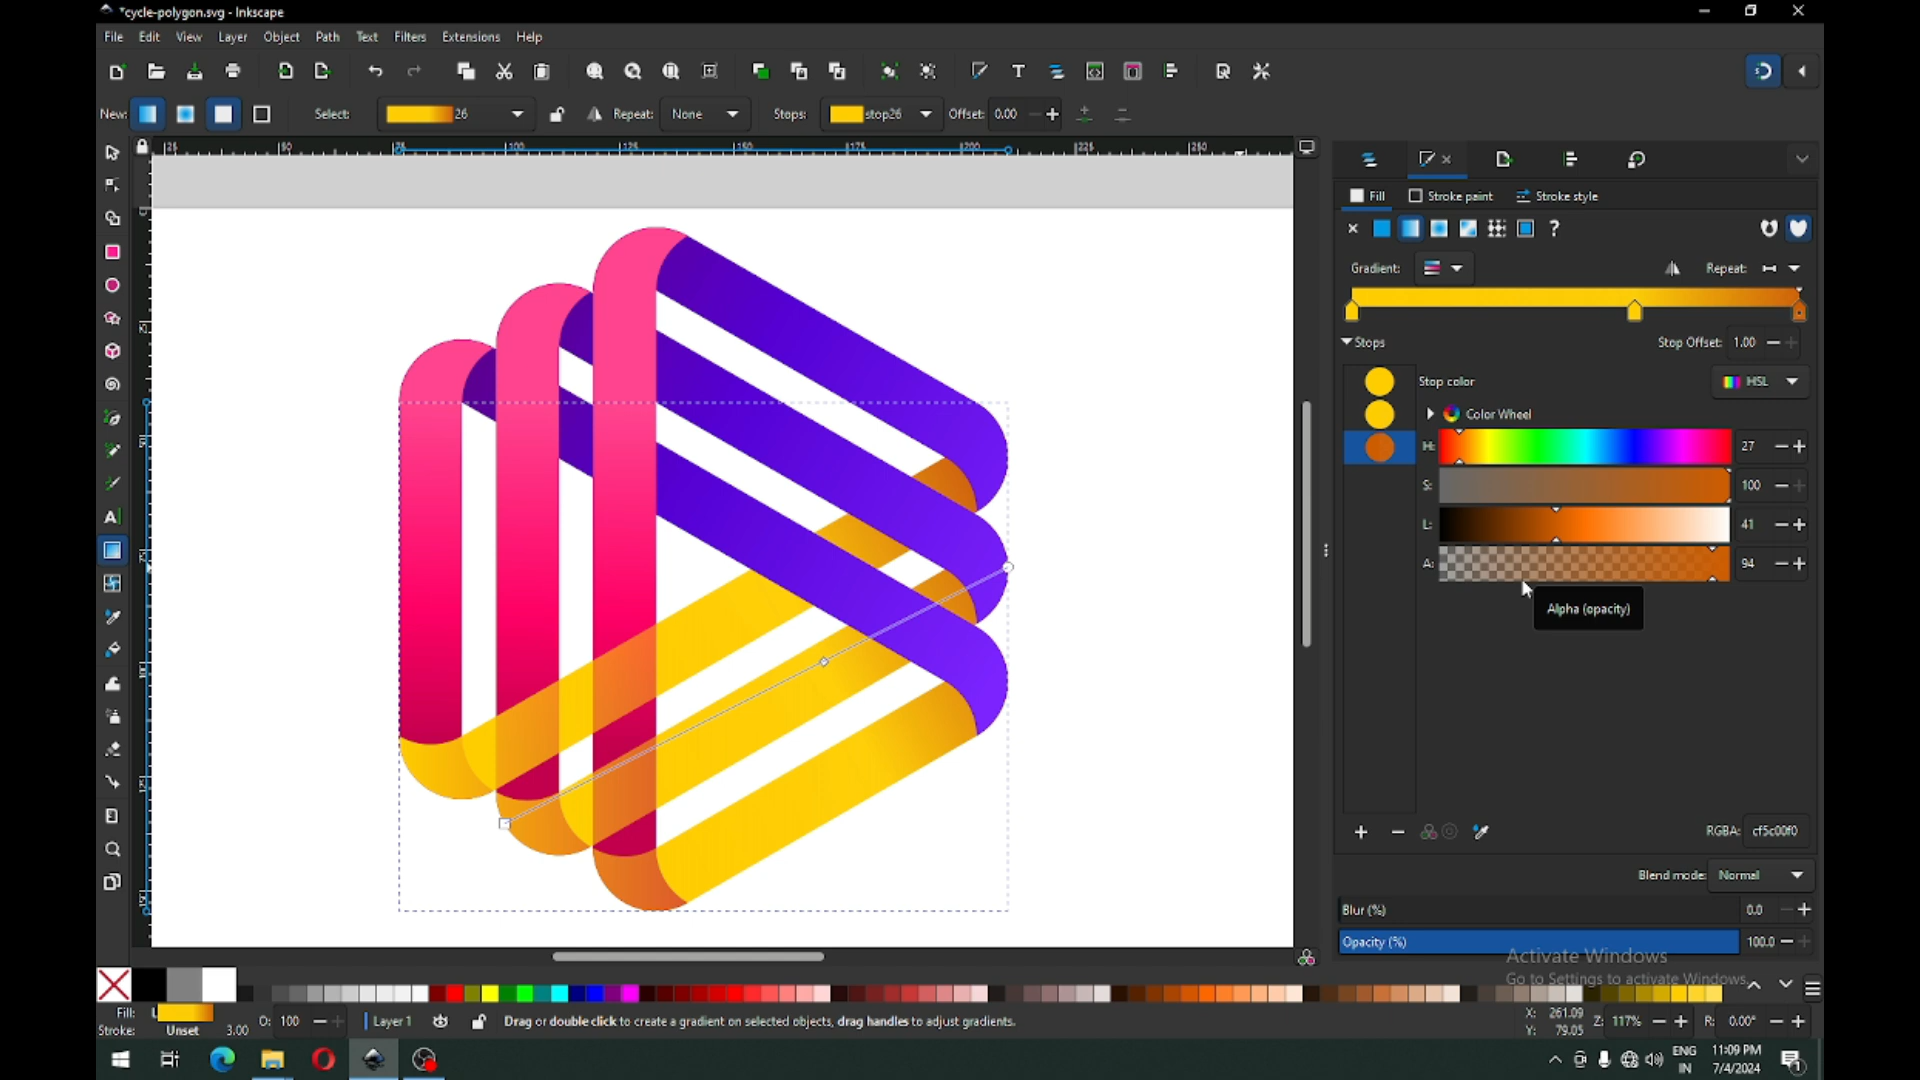 *cycle-polygon.svg - Inkscape
File Edit View Layer Object Path Text Filters Extensions Help
New: Select: 26 Repeat: None Stops: stop26 Offset: 0.00
Fill Stroke paint Stroke style
Gradient: Repeat:
Stops Stop Offset: 1.00
Stop color HSL
Color Wheel
H: 27
S: 100
L: 41
A: 94
Alpha (opacity)
RGBA: cf5c00f0
Blend mode: Normal
Blur (%) 0.0
Opacity (%) 100.0
Activate Windows
Go to Settings to activate Windows.
Fill: L
Stroke: Unset 3.00 O: 100 Layer 1 Drag or double click to create a gradient on selected objects, drag handles to adjust gradients. X: 261.09 Y: 79.05 Z: 117% R: 0.00°
ENG IN 11:09 PM 7/4/2024 1